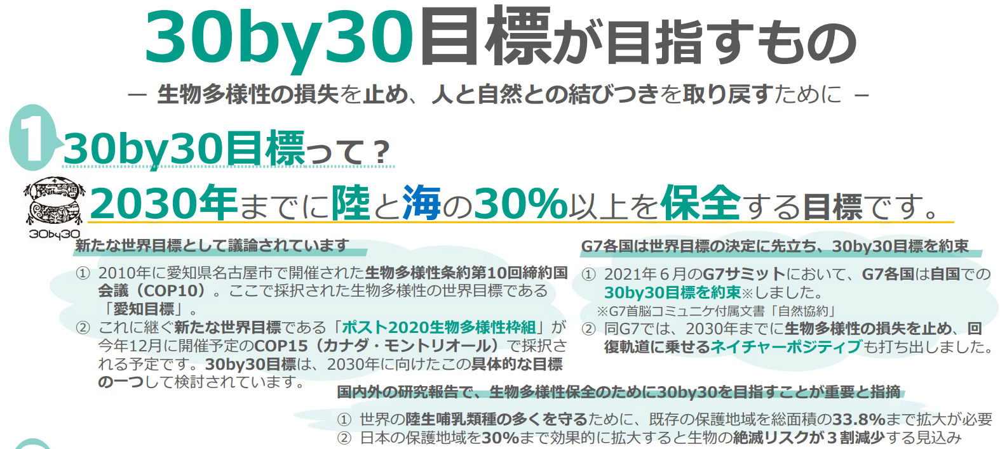 30by30目標が目指すもの
― 生物多様性の損失を止め、人と自然との結びつきを取り戻すために ―
1
30by30目標って？
30by30
2030年までに陸と海の30%以上を保全する目標です。
新たな世界目標として議論されています
① 2010年に愛知県名古屋市で開催された生物多様性条約第10回締約国
会議（COP10）。ここで採択された生物多様性の世界目標である
「愛知目標」。
② これに継ぐ新たな世界目標である「ポスト2020生物多様性枠組」が
今年12月に開催予定のCOP15（カナダ・モントリオール）で採択さ
れる予定です。30by30目標は、2030年に向けたこの具体的な目標
の一つして検討されています。
G7各国は世界目標の決定に先立ち、30by30目標を約束
① 2021年６月のG7サミットにおいて、G7各国は自国での
30by30目標を約束※しました。
※G7首脳コミュニケ付属文書「自然協約」
② 同G7では、2030年までに生物多様性の損失を止め、回
復軌道に乗せるネイチャーポジティブも打ち出しました。
国内外の研究報告で、生物多様性保全のために30by30を目指すことが重要と指摘
① 世界の陸生哺乳類種の多くを守るために、既存の保護地域を総面積の33.8%まで拡大が必要
② 日本の保護地域を30%まで効果的に拡大すると生物の絶滅リスクが３割減少する見込み